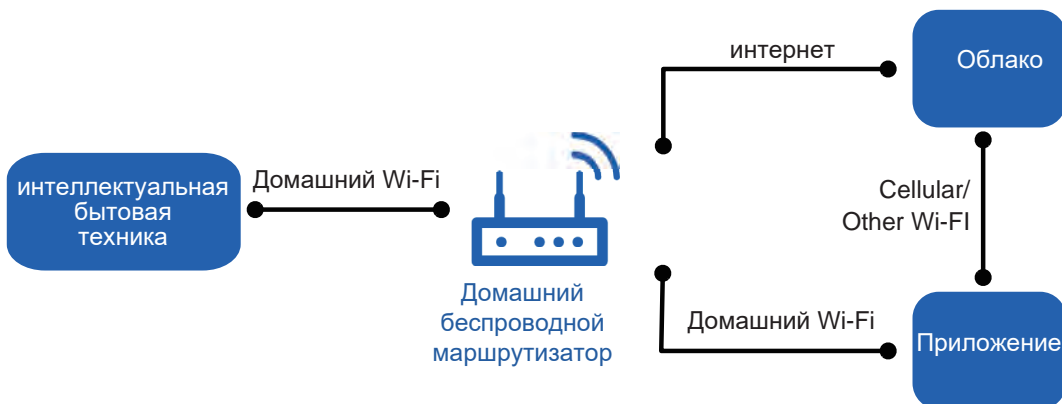 интернет
Облако
интеллектуальная
бытовая
техника
Домашний Wi-Fi
Cellular/
Other Wi-FI
Домашний
беспроводной
маршрутизатор
Домашний Wi-Fi
Приложение